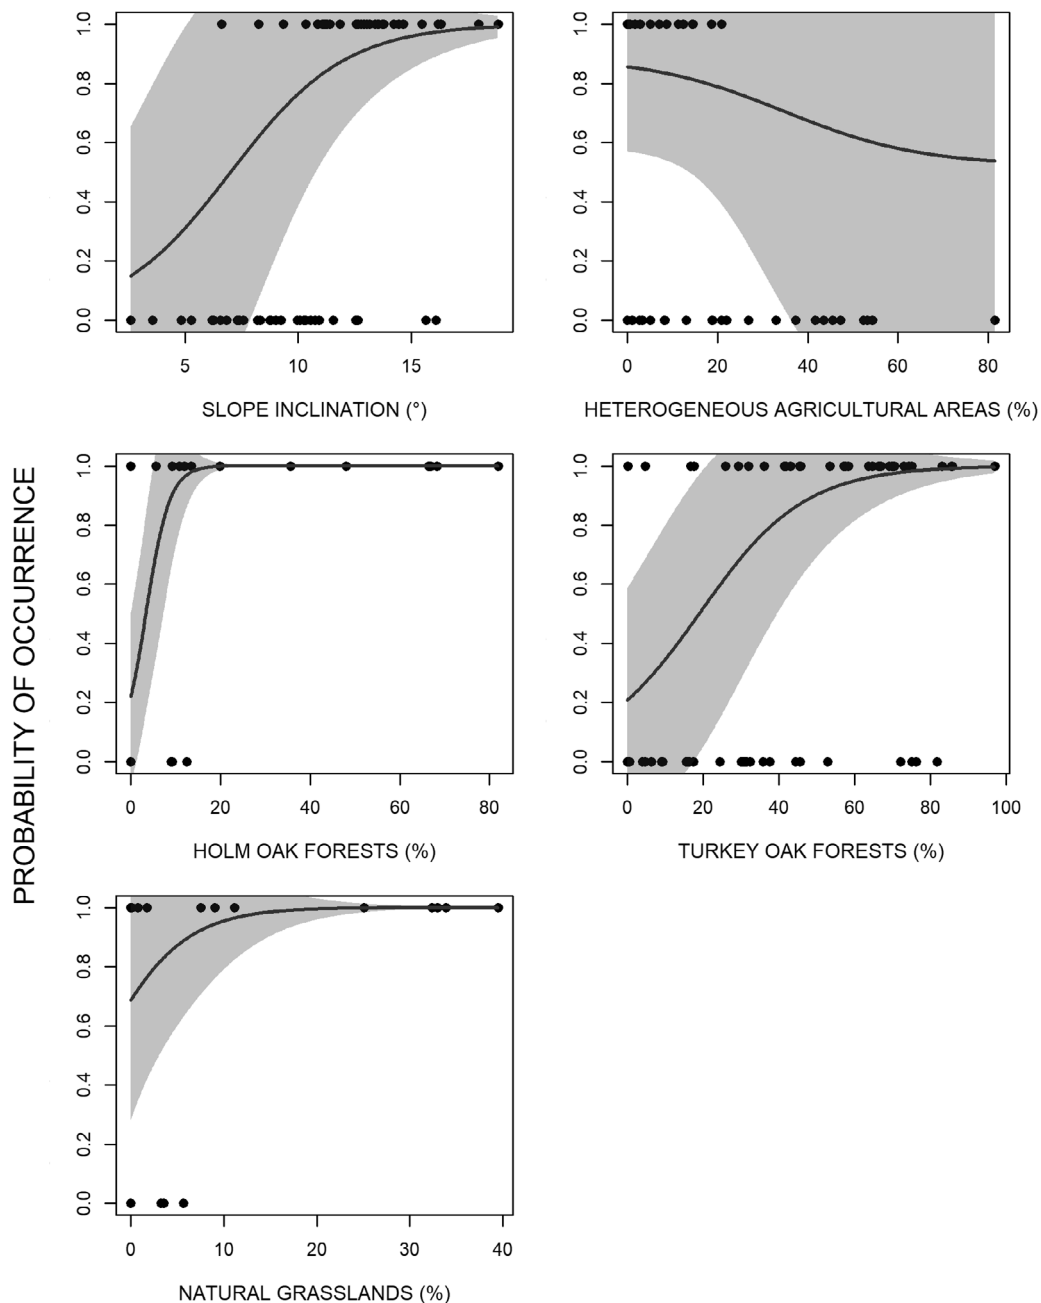 PROBABILITY OF OCCURRENCE
1.0
0.8
0.6
0.4
0.2
0.0
5 10 15
SLOPE INCLINATION (°)
1.0
0.8
0.6
0.4
0.2
0.0
0 20 40 60 80
HETEROGENEOUS AGRICULTURAL AREAS (%)
1.0
0.8
0.6
0.4
0.2
0.0
0 20 40 60 80
HOLM OAK FORESTS (%)
1.0
0.8
0.6
0.4
0.2
0.0
0 20 40 60 80 100
TURKEY OAK FORESTS (%)
1.0
0.8
0.6
0.4
0.2
0.0
0 10 20 30 40
NATURAL GRASSLANDS (%)